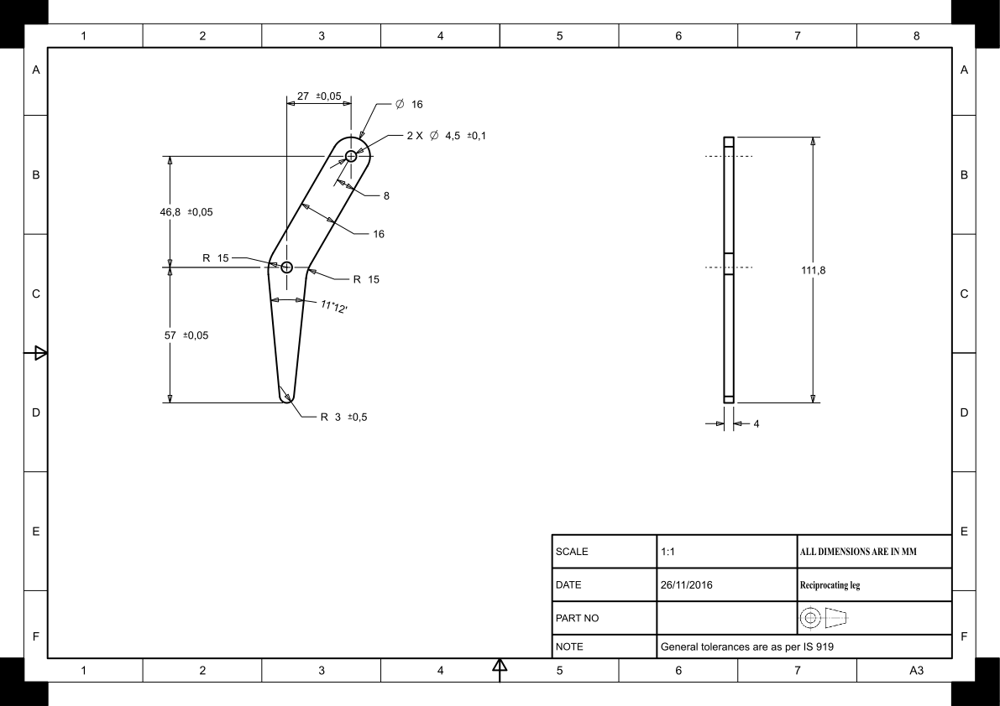 1 2 3 4 5 6 7 8
A A
27 ±0,05
Ø 16
2 X Ø 4,5 ±0,1
B B
8
46,8 ±0,05
16
R 15
R 15
111,8
C C
11°12'
57 ±0,05
D D
R 3 ±0,5
4
E E
SCALE 1:1 ALL DIMENSIONS ARE IN MM
DATE 26/11/2016 Reciprocating leg
PART NO
F F
NOTE General tolerances are as per IS 919
1 2 3 4 5 6 7 A3